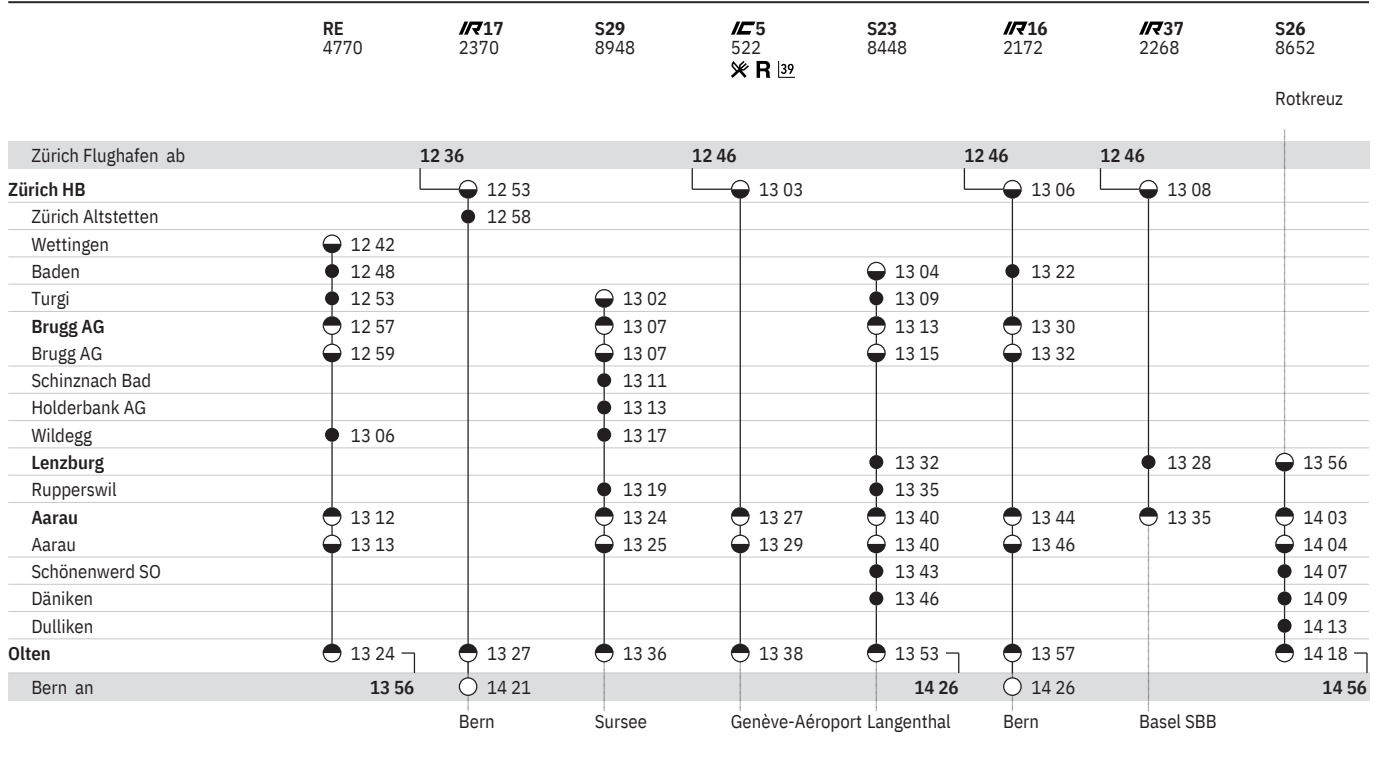 RE IR17 S29 IC5 S23 IR16 IR37 S26
4770 2370 8948 522 8448 2172 2268 8652
R 39
Rotkreuz
Zürich Flughafen ab 12 36 12 46 12 46 12 46
Zürich HB 12 53 13 03 13 06 13 08
Zürich Altstetten 12 58
Wettingen 12 42
Baden 12 48 13 04 13 22
Turgi 12 53 13 02 13 09
Brugg AG 12 57 13 07 13 13 13 30
Brugg AG 12 59 13 07 13 15 13 32
Schinznach Bad 13 11
Holderbank AG 13 13
Wildegg 13 06 13 17
Lenzburg 13 32 13 28 13 56
Rupperswil 13 19 13 35
Aarau 13 12 13 24 13 27 13 40 13 44 13 35 14 03
Aarau 13 13 13 25 13 29 13 40 13 46 14 04
Schönenwerd SO 13 43 14 07
Däniken 13 46 14 09
Dulliken 14 13
Olten 13 24 13 27 13 36 13 38 13 53 13 57 14 18
Bern an 13 56 14 21 14 26 14 26 14 56
Bern Sursee Genève-Aéroport Langenthal Bern Basel SBB